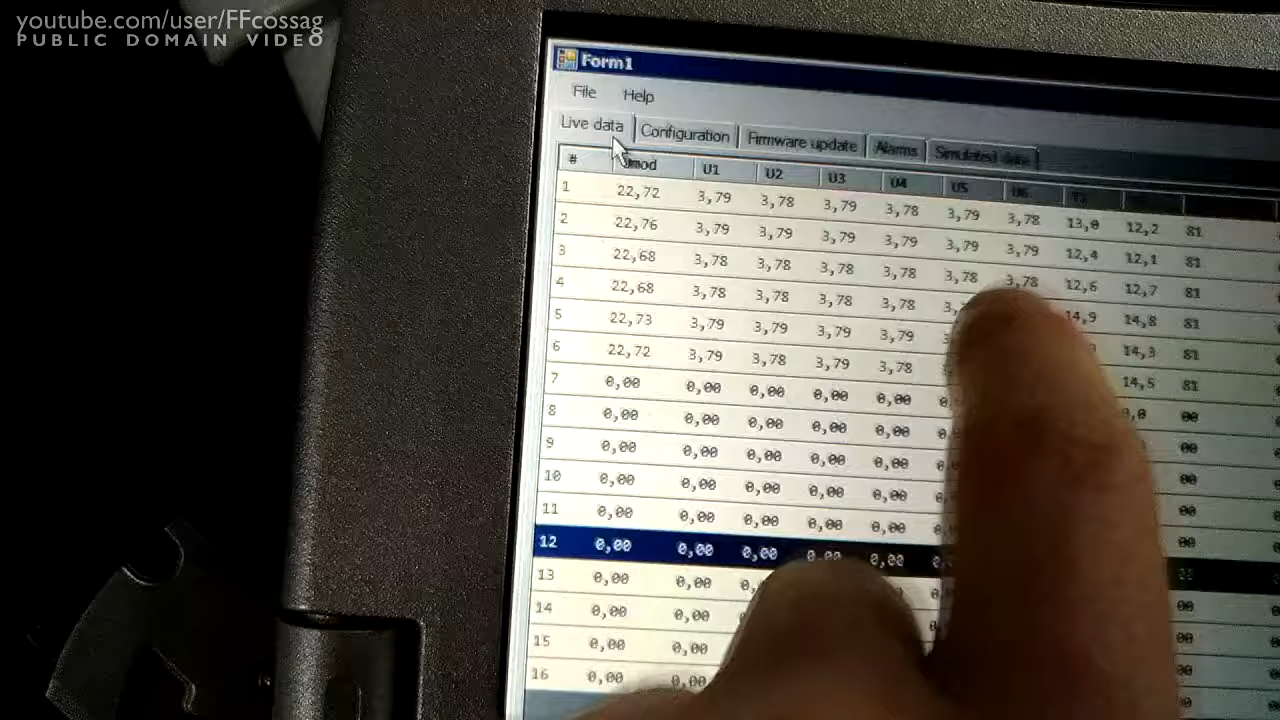 youtube.com/user/FFcossag
PUBLIC DOMAIN VIDEO
Form1
File Help
Live data Configuration Firmware update Alarms Simulated data
# Umod U1 U2 U3 U4 U5 U6
1 22,72 3,79 3,78 3,79 3,78 3,79 3,78 13,0 12,2 81
2 22,76 3,79 3,79 3,79 3,79 3,79 3,79 12,4 12,1 81
3 22,68 3,78 3,78 3,78 3,78 3,78 3,78 12,6 12,7 81
4 22,68 3,78 3,78 3,78 3,78 14,9 14,8 81
5 22,73 3,79 3,79 3,79 3,79 14,3 81
6 22,72 3,79 3,78 3,79 3,78 14,5 81
7 0,00 0,00 0,00 0,00 0,00 00
8 0,00 0,00 0,00 0,00 0,00 00
9 0,00 0,00 0,00 0,00 0,00 00
10 0,00 0,00 0,00 0,00 0,00 00
11 0,00 0,00 0,00 0,00 0,00 00
12 0,00 0,00 0,00 0,00 0,00 00
13 0,00 0,00 00
14 0,00 0,00 00
15 0,00 0,00 00
16 0,00 0,00 00